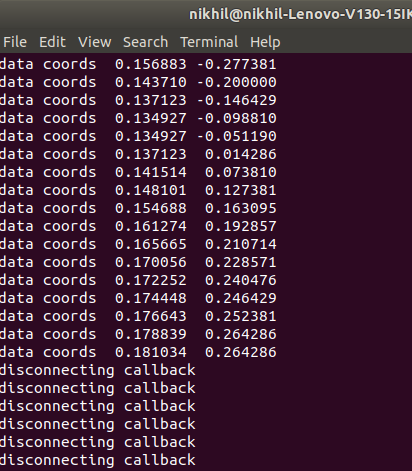 nikhil@nikhil-Lenovo-V130-15IK
File Edit View Search Terminal Help
data coords  0.156883 -0.277381
data coords  0.143710 -0.200000
data coords  0.137123 -0.146429
data coords  0.134927 -0.098810
data coords  0.134927 -0.051190
data coords  0.137123  0.014286
data coords  0.141514  0.073810
data coords  0.148101  0.127381
data coords  0.154688  0.163095
data coords  0.161274  0.192857
data coords  0.165665  0.210714
data coords  0.170056  0.228571
data coords  0.172252  0.240476
data coords  0.174448  0.246429
data coords  0.176643  0.252381
data coords  0.178839  0.264286
data coords  0.181034  0.264286
disconnecting callback
disconnecting callback
disconnecting callback
disconnecting callback
disconnecting callback
disconnecting callback